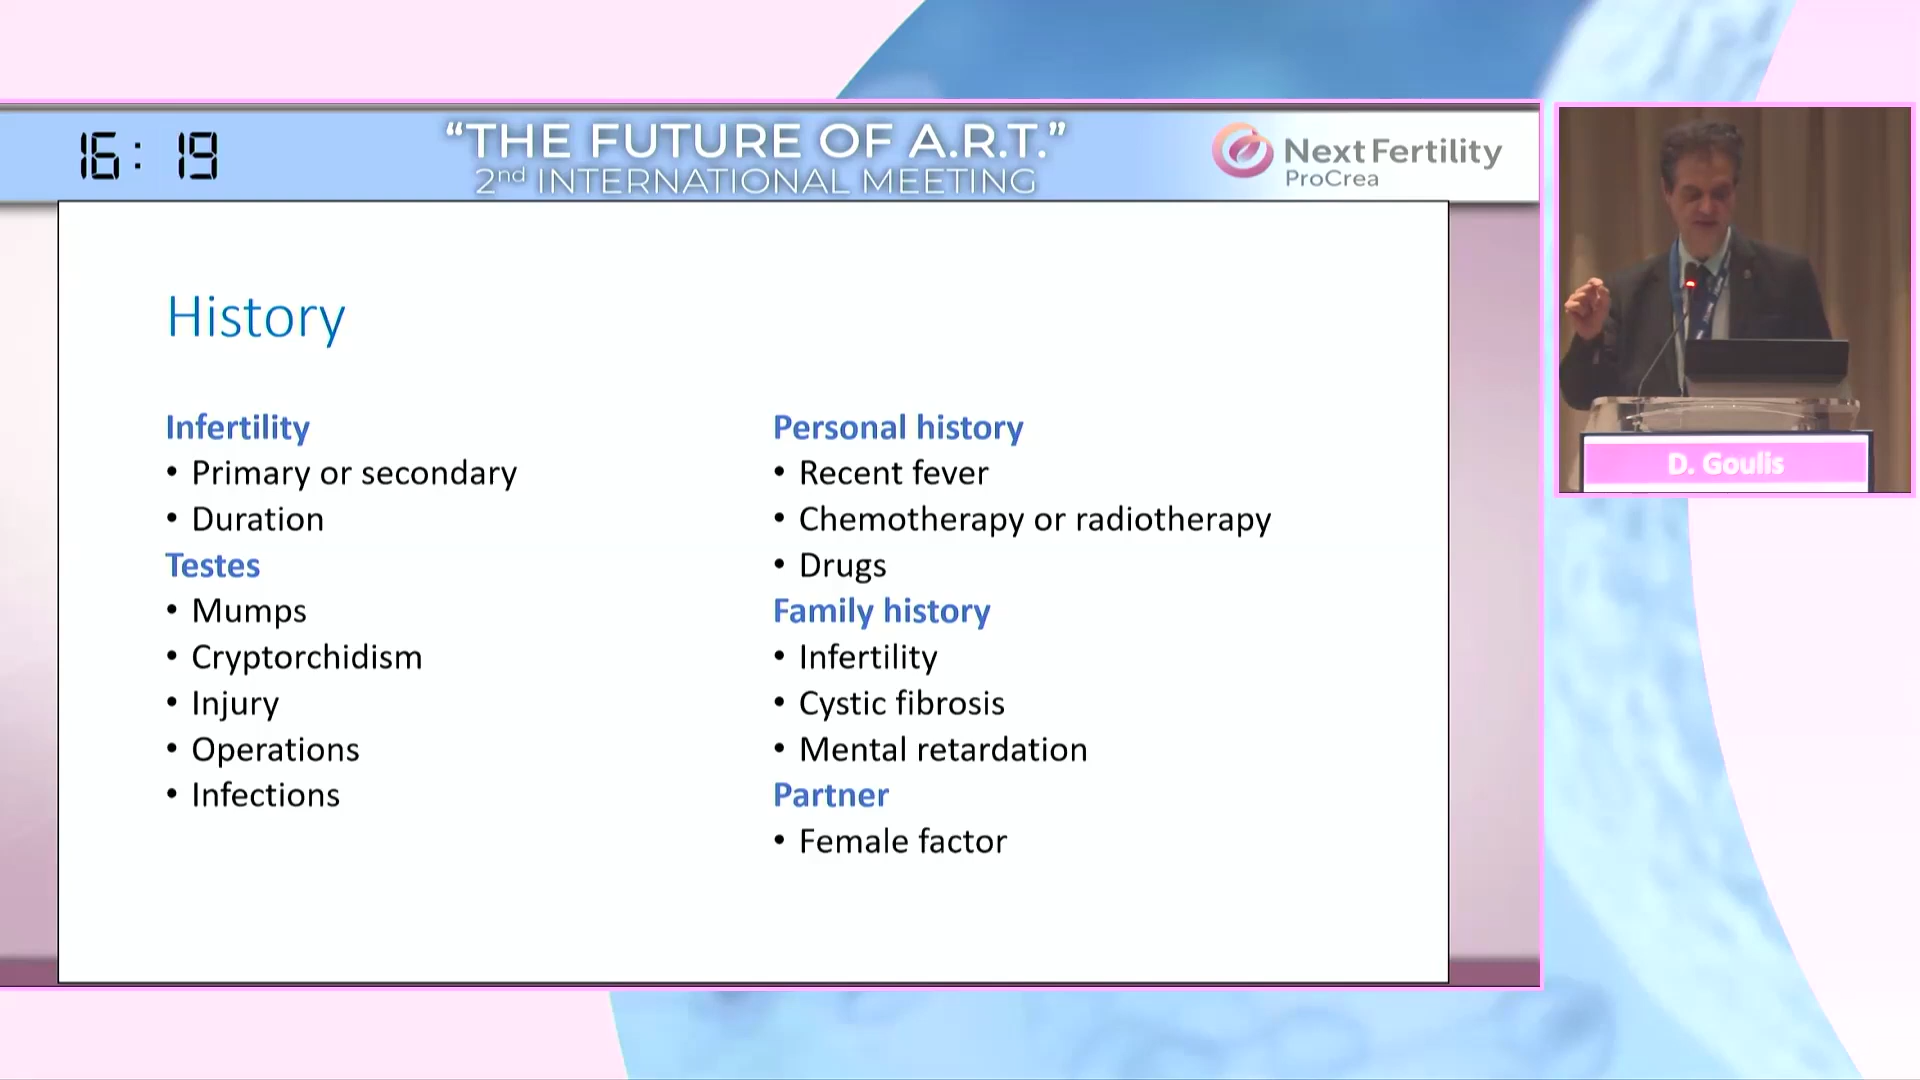 16: 19
“THE FUTURE OF A.R.T.”
2nd INTERNATIONAL MEETING
Next Fertility
ProCrea
History
Infertility
• Primary or secondary
• Duration
Testes
• Mumps
• Cryptorchidism
• Injury
• Operations
• Infections
Personal history
• Recent fever
• Chemotherapy or radiotherapy
• Drugs
Family history
• Infertility
• Cystic fibrosis
• Mental retardation
Partner
• Female factor
D. Goulis